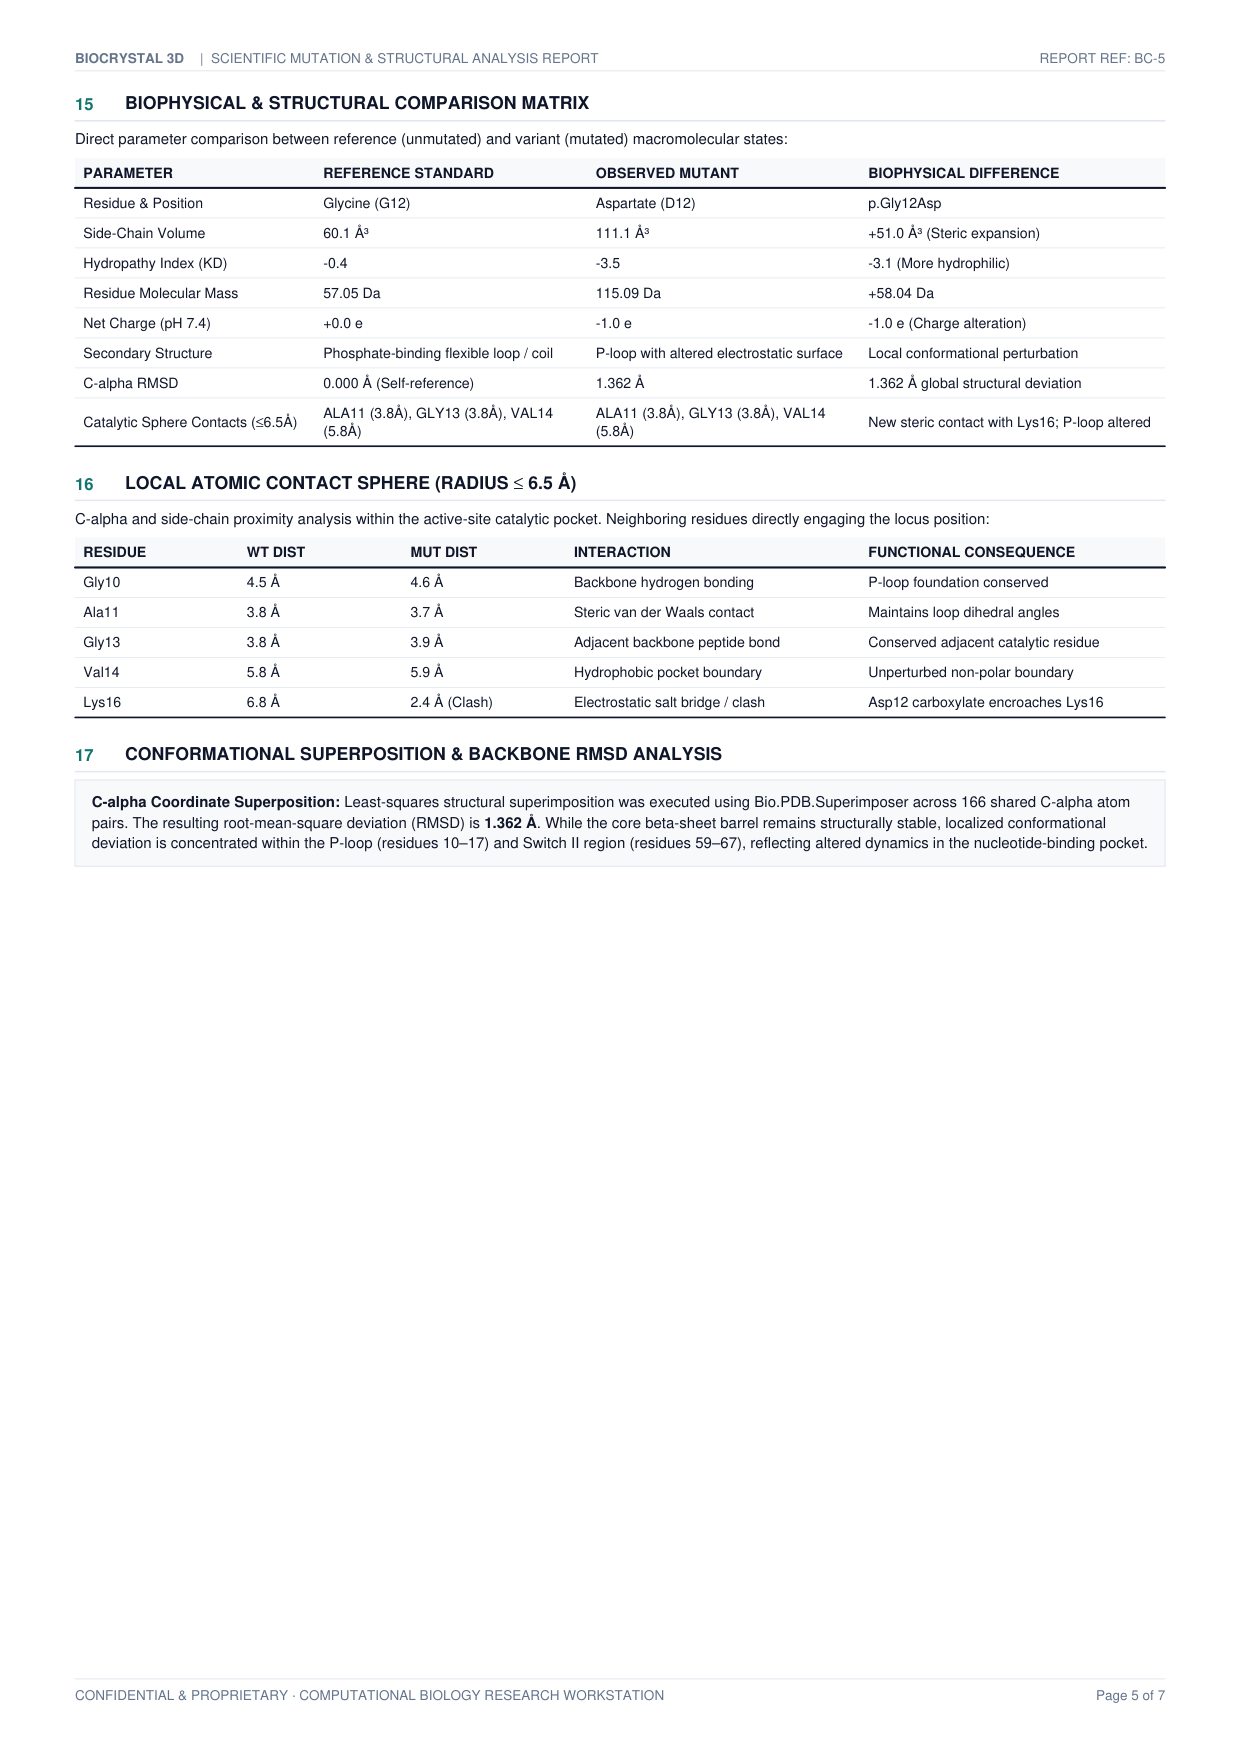 BIOCRYSTAL 3D | SCIENTIFIC MUTATION & STRUCTURAL ANALYSIS REPORT REPORT REF: BC-5
15 BIOPHYSICAL & STRUCTURAL COMPARISON MATRIX
Direct parameter comparison between reference (unmutated) and variant (mutated) macromolecular states:
PARAMETER REFERENCE STANDARD OBSERVED MUTANT BIOPHYSICAL DIFFERENCE
Residue & Position Glycine (G12) Aspartate (D12) p.Gly12Asp
Side-Chain Volume 60.1 Å³ 111.1 Å³ +51.0 Å³ (Steric expansion)
Hydropathy Index (KD) -0.4 -3.5 -3.1 (More hydrophilic)
Residue Molecular Mass 57.05 Da 115.09 Da +58.04 Da
Net Charge (pH 7.4) +0.0 e -1.0 e -1.0 e (Charge alteration)
Secondary Structure Phosphate-binding flexible loop / coil P-loop with altered electrostatic surface Local conformational perturbation
C-alpha RMSD 0.000 Å (Self-reference) 1.362 Å 1.362 Å global structural deviation
Catalytic Sphere Contacts (≤6.5Å) ALA11 (3.8Å), GLY13 (3.8Å), VAL14 (5.8Å) ALA11 (3.8Å), GLY13 (3.8Å), VAL14 (5.8Å) New steric contact with Lys16; P-loop altered
16 LOCAL ATOMIC CONTACT SPHERE (RADIUS ≤ 6.5 Å)
C-alpha and side-chain proximity analysis within the active-site catalytic pocket. Neighboring residues directly engaging the locus position:
RESIDUE WT DIST MUT DIST INTERACTION FUNCTIONAL CONSEQUENCE
Gly10 4.5 Å 4.6 Å Backbone hydrogen bonding P-loop foundation conserved
Ala11 3.8 Å 3.7 Å Steric van der Waals contact Maintains loop dihedral angles
Gly13 3.8 Å 3.9 Å Adjacent backbone peptide bond Conserved adjacent catalytic residue
Val14 5.8 Å 5.9 Å Hydrophobic pocket boundary Unperturbed non-polar boundary
Lys16 6.8 Å 2.4 Å (Clash) Electrostatic salt bridge / clash Asp12 carboxylate encroaches Lys16
17 CONFORMATIONAL SUPERPOSITION & BACKBONE RMSD ANALYSIS
C-alpha Coordinate Superposition: Least-squares structural superimposition was executed using Bio.PDB.Superimposer across 166 shared C-alpha atom
pairs. The resulting root-mean-square deviation (RMSD) is 1.362 Å. While the core beta-sheet barrel remains structurally stable, localized conformational
deviation is concentrated within the P-loop (residues 10–17) and Switch II region (residues 59–67), reflecting altered dynamics in the nucleotide-binding pocket.
CONFIDENTIAL & PROPRIETARY · COMPUTATIONAL BIOLOGY RESEARCH WORKSTATION Page 5 of 7